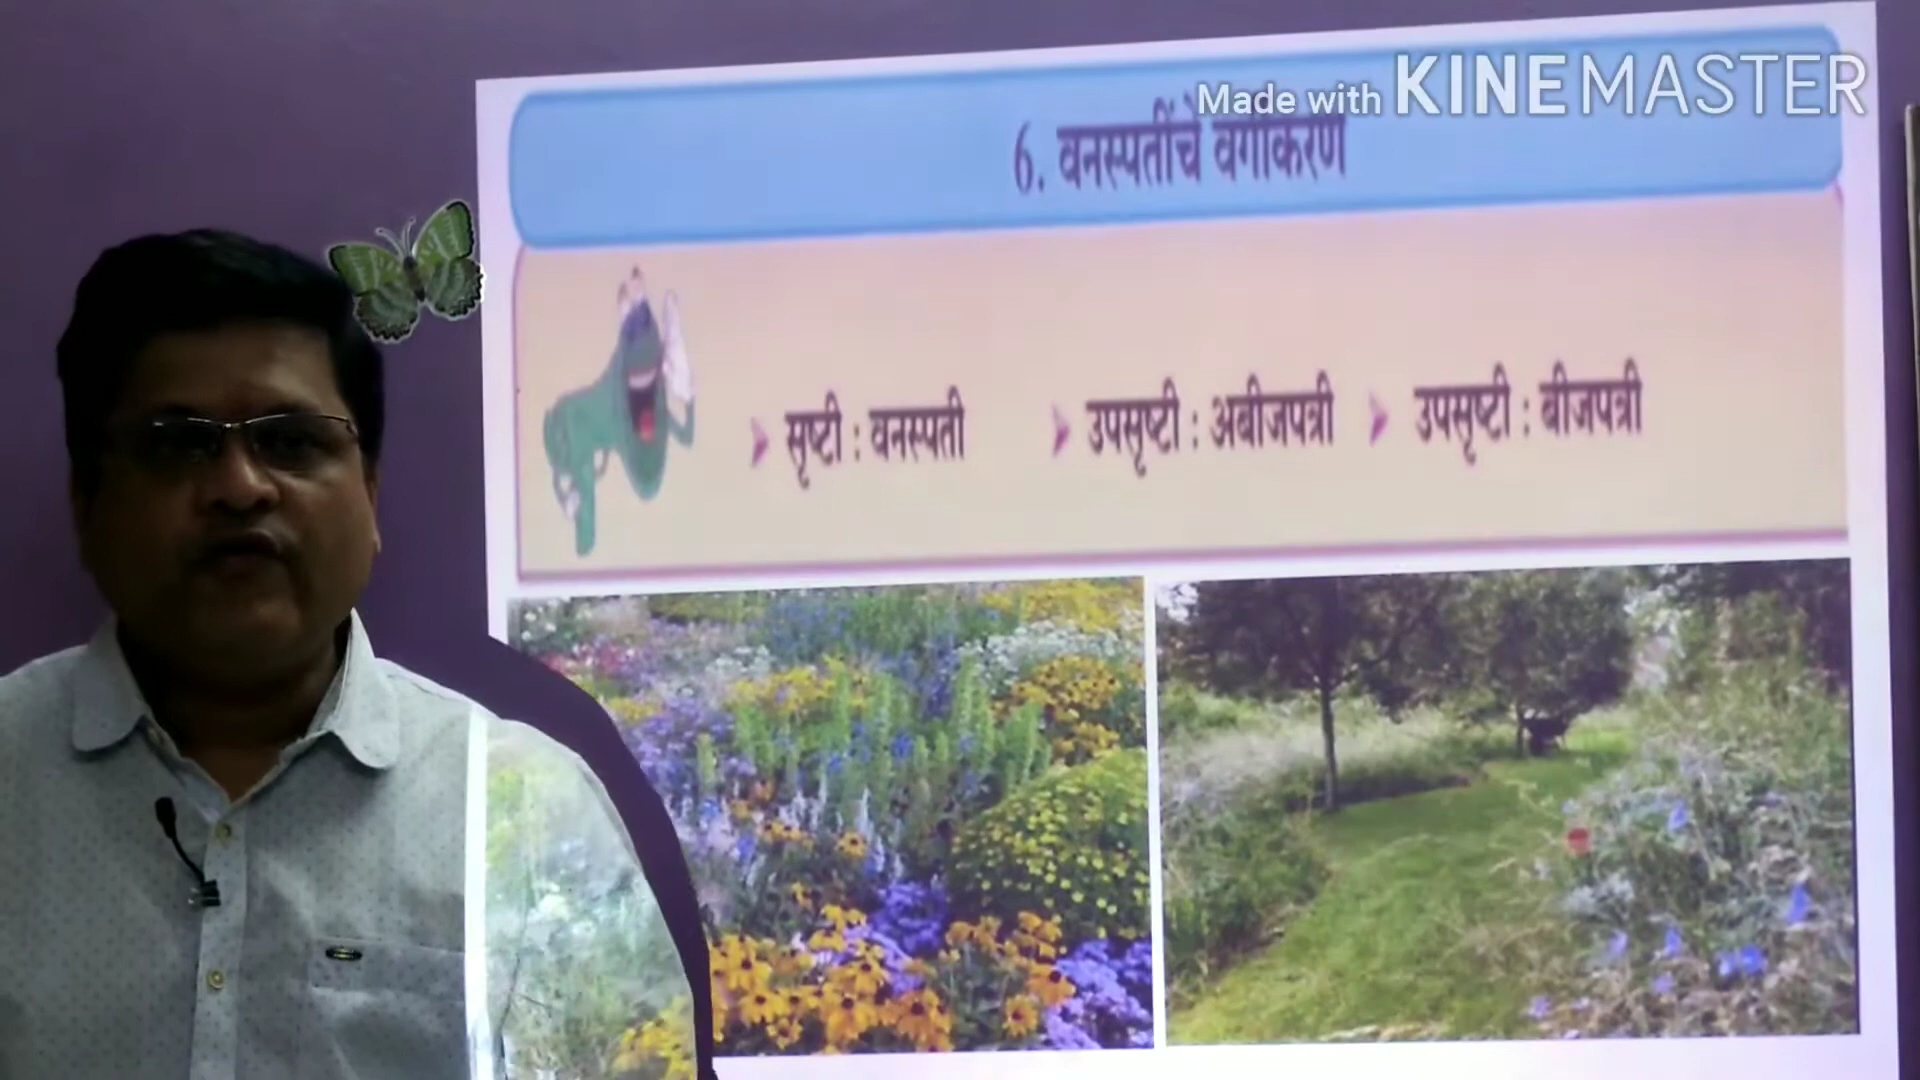 Made with KINEMASTER
6. वनस्पतींचे वर्गीकरण
सृष्टी : वनस्पती
उपसृष्टी : अबीजपत्री
उपसृष्टी : बीजपत्री